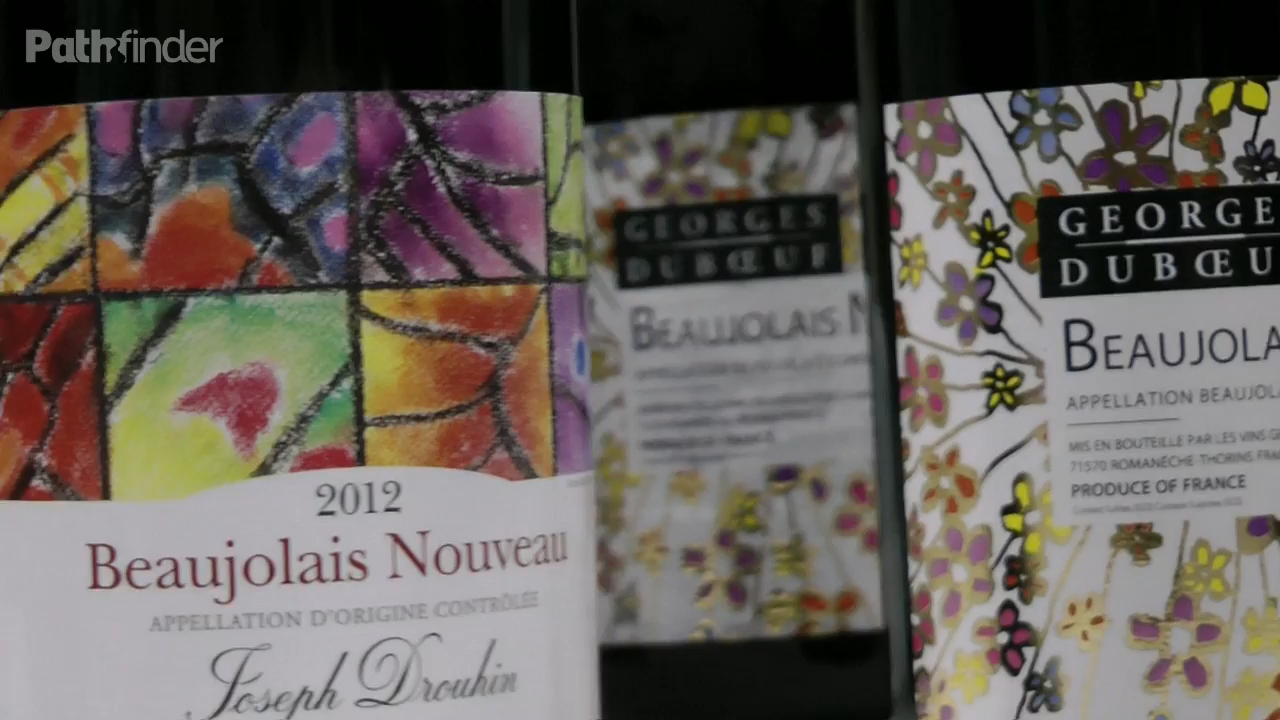 Pathfinder
2012
Beaujolais Nouveau
APPELLATION D'ORIGINE CONTRÔLÉE
Joseph Drouhin
GEORGES
DUBŒUF
BEAUJOLAIS N
GEORGE
DUBŒU
BEAUJOLA
APPELLATION BEAUJOL
MIS EN BOUTEILLE PAR LES VINS G
71570 ROMANÈCHE-THORINS FRA
PRODUCE OF FRANCE